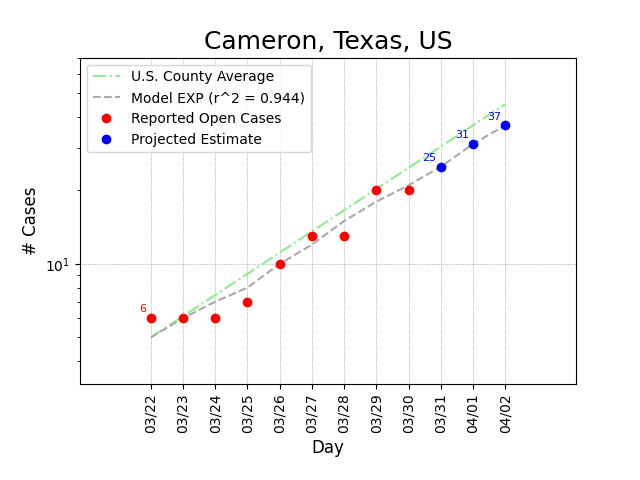 Cameron, Texas, US
U.S. County Average
Model EXP (r^2 = 0.944)
Reported Open Cases
Projected Estimate
37
31
25
6
10^1
# Cases
03/22
03/23
03/24
03/25
03/26
03/27
03/28
03/29
03/30
03/31
04/01
04/02
Day